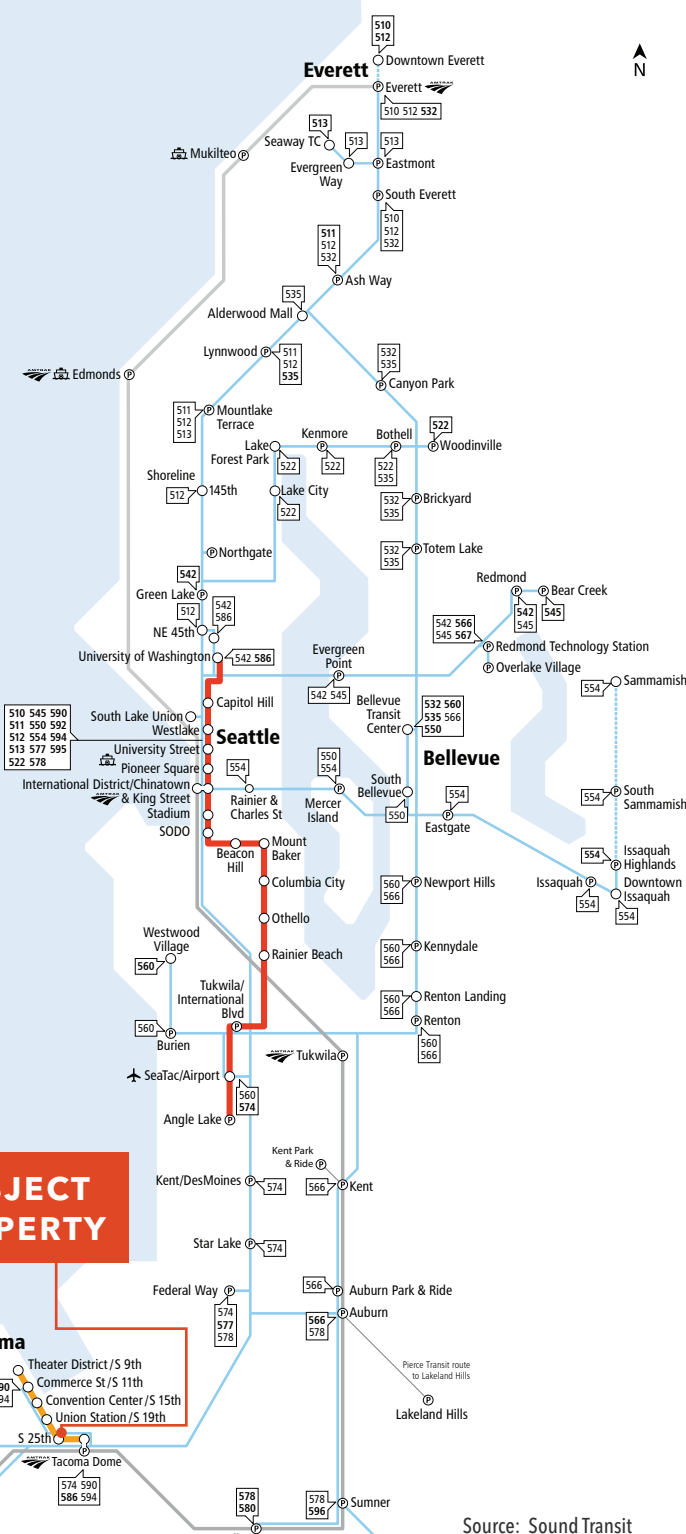 510
512
Downtown Everett
Everett
Everett AMTRAK
510 512 532
N
513
Seaway TC
513
513
Evergreen
Way
Eastmont
Mukilteo
South Everett
510
512
532
511
512
532
Ash Way
535
Alderwood Mall
Lynnwood
511
512
535
532
535
Canyon Park
AMTRAK
Edmonds
511
512
513
Mountlake
Terrace
Lake
Forest Park
522
Kenmore
522
Bothell
522
535
522
Woodinville
Shoreline
145th
512
Lake City
522
532
535
Brickyard
Northgate
532
535
Totem Lake
542
Green Lake
512
542
586
NE 45th
University of Washington
542 586
Redmond
Bear Creek
542
545
545
542 566
545 567
Redmond Technology Station
Overlake Village
Evergreen
Point
542 545
Sammamish
554
Capitol Hill
South Lake Union
Westlake
Seattle
University Street
Pioneer Square
International District/Chinatown
AMTRAK
& King Street
Stadium
SODO
510 545 590
511 550 592
512 554 594
513 577 595
522 578
Bellevue
Transit
Center
532 560
535 566
550
Bellevue
554
Rainier &
Charles St
550
554
Mercer
Island
South
Bellevue
550
554
Eastgate
554
South
Sammamish
554
Issaquah
Highlands
Issaquah
554
Downtown
Issaquah
554
Beacon
Hill
Mount
Baker
Columbia City
560
566
Newport Hills
Othello
Westwood
Village
560
Rainier Beach
560
566
Kennydale
Tukwila/
International
Blvd
560
566
Renton Landing
Renton
560
566
560
Burien
AMTRAK
Tukwila
SeaTac/Airport
560
574
Angle Lake
Kent Park
& Ride
Kent/DesMoines
574
566
Kent
BJECT
PERTY
Star Lake
574
Federal Way
574
577
578
566
Auburn Park & Ride
Auburn
566
578
Pierce Transit route
to Lakeland Hills
Lakeland Hills
ma
Theater District/S 9th
Commerce St/S 11th
Convention Center/S 15th
Union Station/S 19th
S 25th
90
94
AMTRAK
Tacoma Dome
574 590
586 594
578
580
578
596
Sumner
Source: Sound Transit